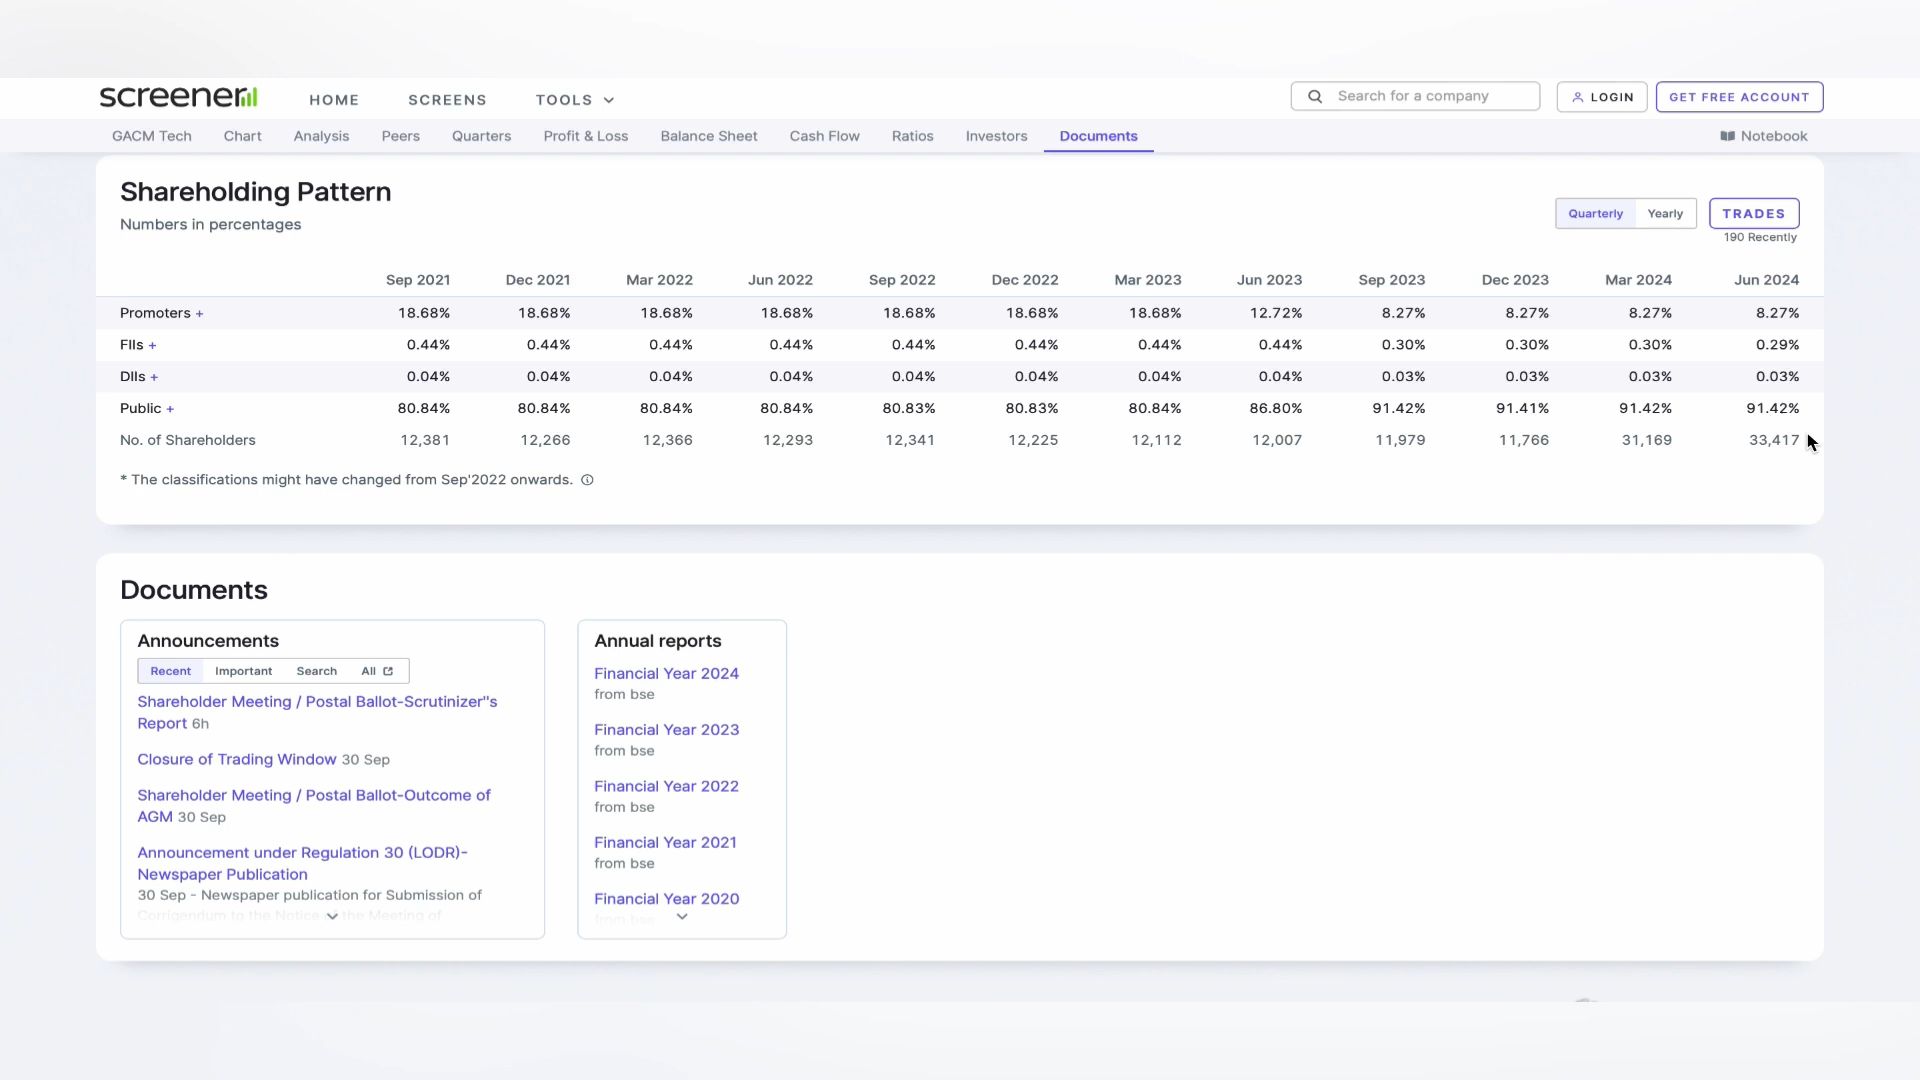 screener
HOME SCREENS TOOLS
Search for a company
LOGIN
GET FREE ACCOUNT
GACM Tech Chart Analysis Peers Quarters Profit & Loss Balance Sheet Cash Flow Ratios Investors Documents Notebook
Shareholding Pattern
Numbers in percentages
Quarterly Yearly TRADES
190 Recently
Sep 2021 Dec 2021 Mar 2022 Jun 2022 Sep 2022 Dec 2022 Mar 2023 Jun 2023 Sep 2023 Dec 2023 Mar 2024 Jun 2024
Promoters + 18.68% 18.68% 18.68% 18.68% 18.68% 18.68% 18.68% 12.72% 8.27% 8.27% 8.27% 8.27%
FIIs + 0.44% 0.44% 0.44% 0.44% 0.44% 0.44% 0.44% 0.44% 0.30% 0.30% 0.30% 0.29%
DIIs + 0.04% 0.04% 0.04% 0.04% 0.04% 0.04% 0.04% 0.04% 0.03% 0.03% 0.03% 0.03%
Public + 80.84% 80.84% 80.84% 80.84% 80.83% 80.83% 80.84% 86.80% 91.42% 91.41% 91.42% 91.42%
No. of Shareholders 12,381 12,266 12,366 12,293 12,341 12,225 12,112 12,007 11,979 11,766 31,169 33,417
* The classifications might have changed from Sep'2022 onwards.
Documents
Announcements
Recent Important Search All
Shareholder Meeting / Postal Ballot-Scrutinizer"s
Report 6h
Closure of Trading Window 30 Sep
Shareholder Meeting / Postal Ballot-Outcome of
AGM 30 Sep
Announcement under Regulation 30 (LODR)-
Newspaper Publication
30 Sep - Newspaper publication for Submission of
Corrigendum to the Notice of the Meeting of
Annual reports
Financial Year 2024
from bse
Financial Year 2023
from bse
Financial Year 2022
from bse
Financial Year 2021
from bse
Financial Year 2020
from bse